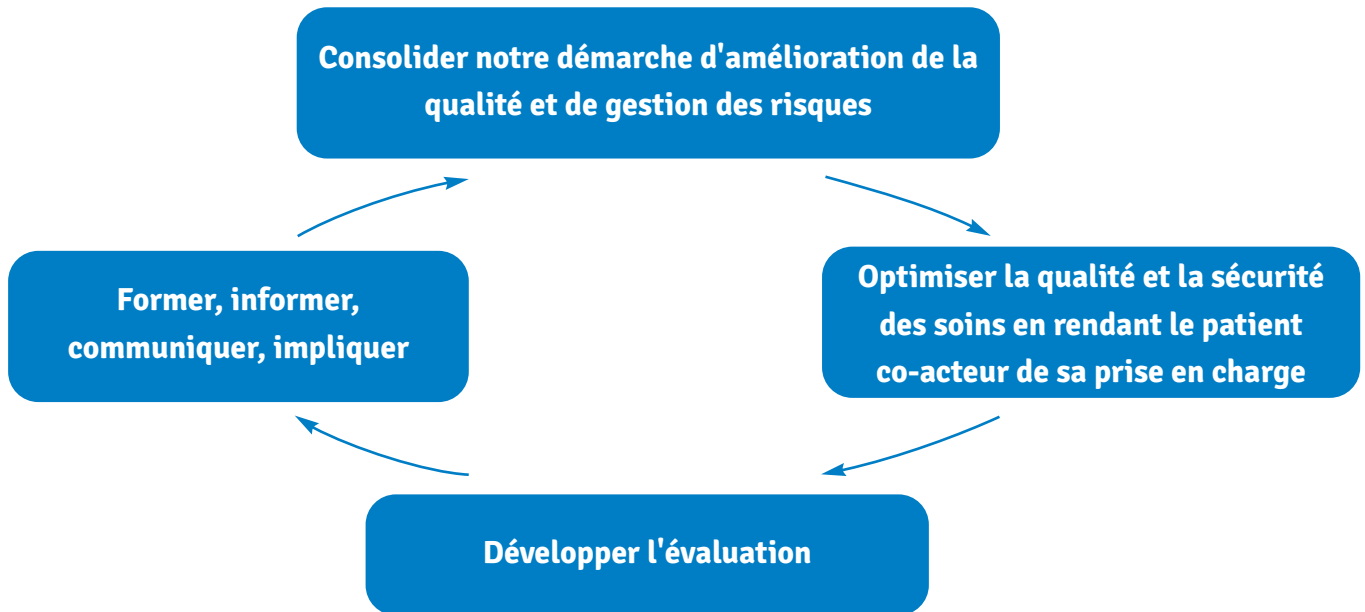 Consolider notre démarche d'amélioration de la
qualité et de gestion des risques
Optimiser la qualité et la sécurité
des soins en rendant le patient
co-acteur de sa prise en charge
Développer l'évaluation
Former, informer,
communiquer, impliquer